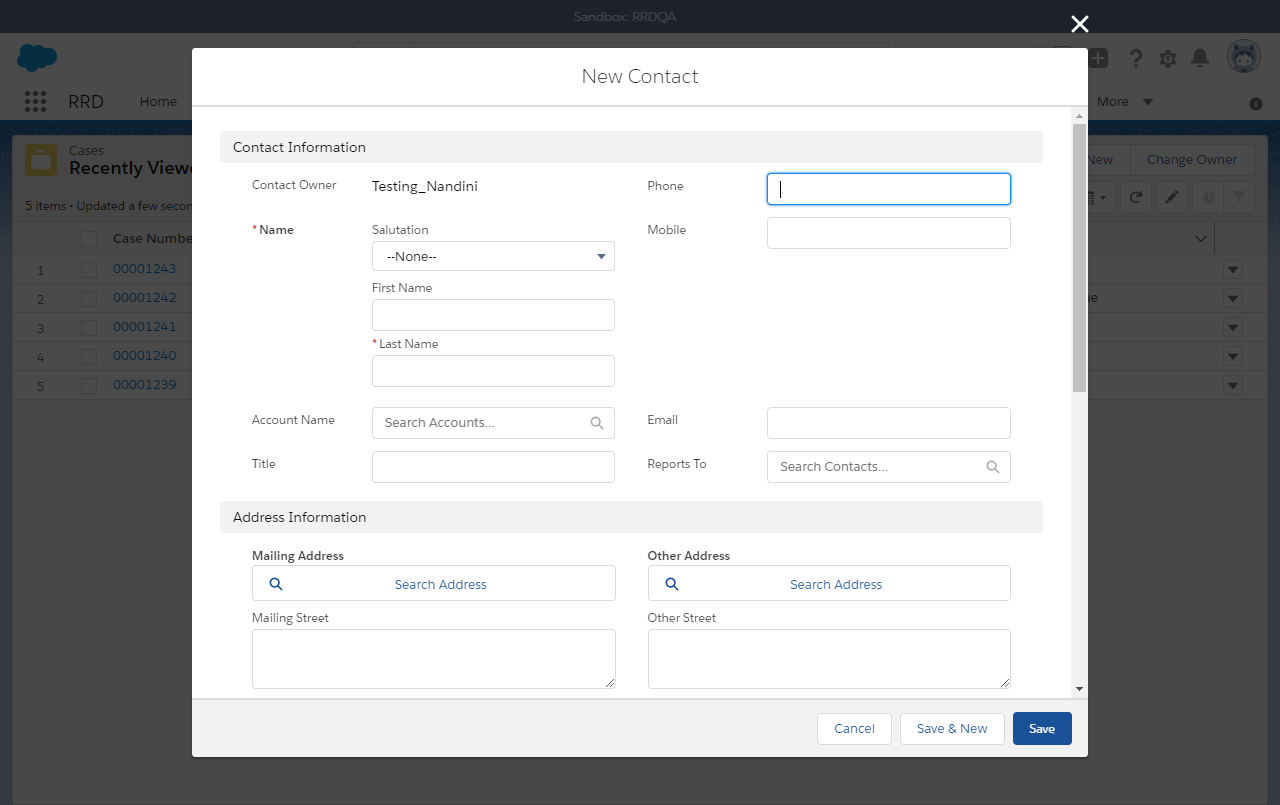 Sandbox: RRDQA
New Contact
RRD
Home
More
Cases
Recently Viewe
New
Change Owner
5 items • Updated a few secon
Case Numbe
1
00001243
2
00001242
3
00001241
4
00001240
5
00001239
Contact Information
Contact Owner
Testing_Nandini
Phone
*Name
Salutation
--None--
Mobile
First Name
*Last Name
Account Name
Search Accounts...
Email
Title
Reports To
Search Contacts...
Address Information
Mailing Address
Search Address
Other Address
Search Address
Mailing Street
Other Street
Cancel
Save & New
Save